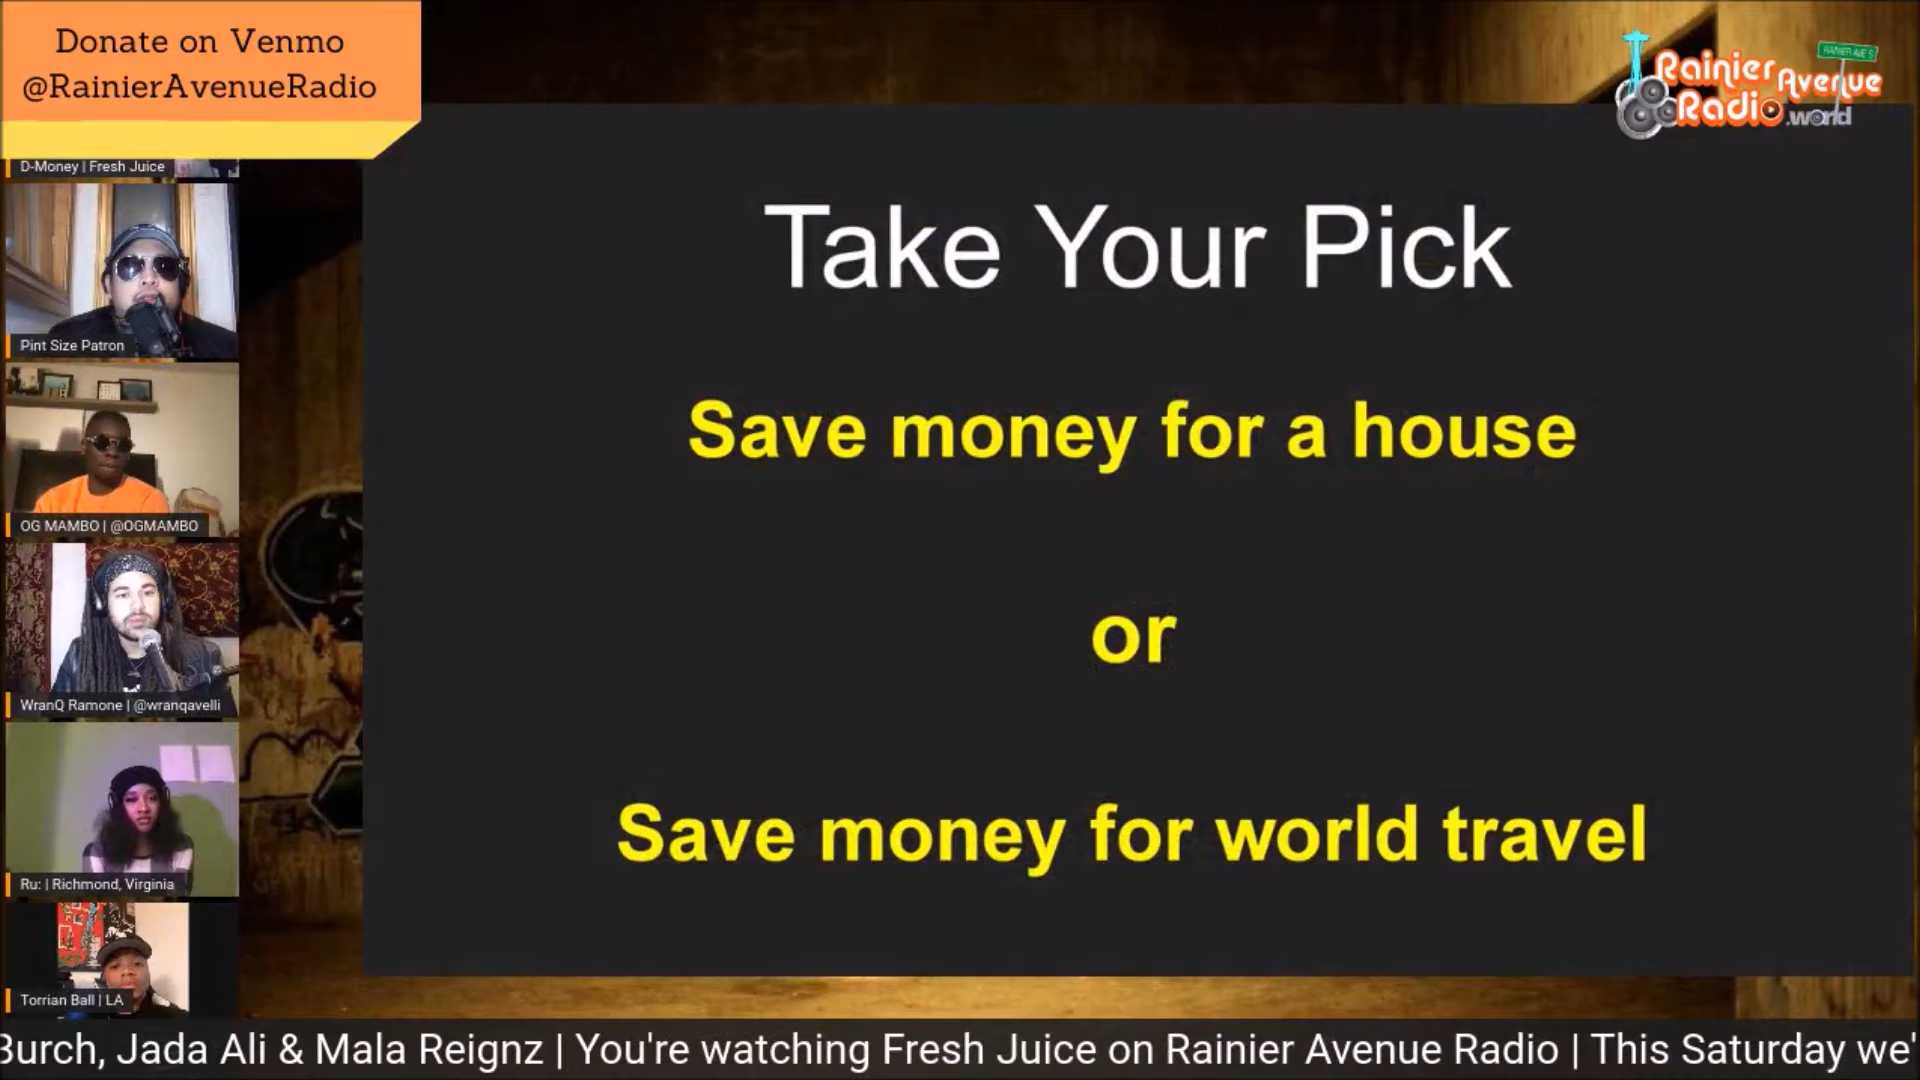 Donate on Venmo
@RainierAvenueRadio
RAINIER AVE S
Rainier Avenue
Radio.world
D-Money | Fresh Juice
Take Your Pick
Pint Size Patron
Save money for a house
OG MAMBO | @OGMAMBO
or
WranQ Ramone | @wranqavelli
Save money for world travel
Ru: | Richmond, Virginia
Torrian Ball | LA
Burch, Jada Ali & Mala Reignz | You're watching Fresh Juice on Rainier Avenue Radio | This Saturday we'